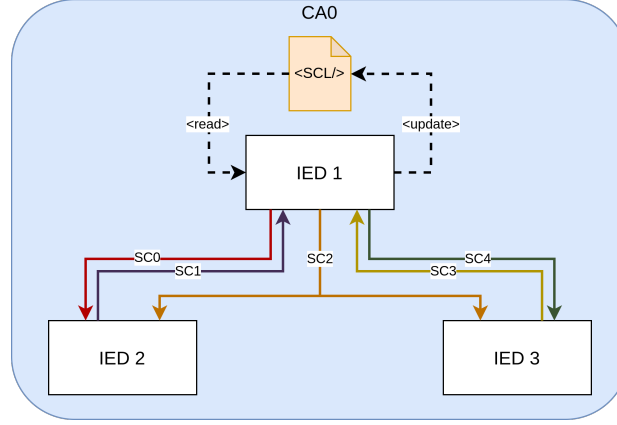 CA0
<SCL/>
<read>
<update>
IED 1
SC0
SC1
SC2
SC3
SC4
IED 2
IED 3